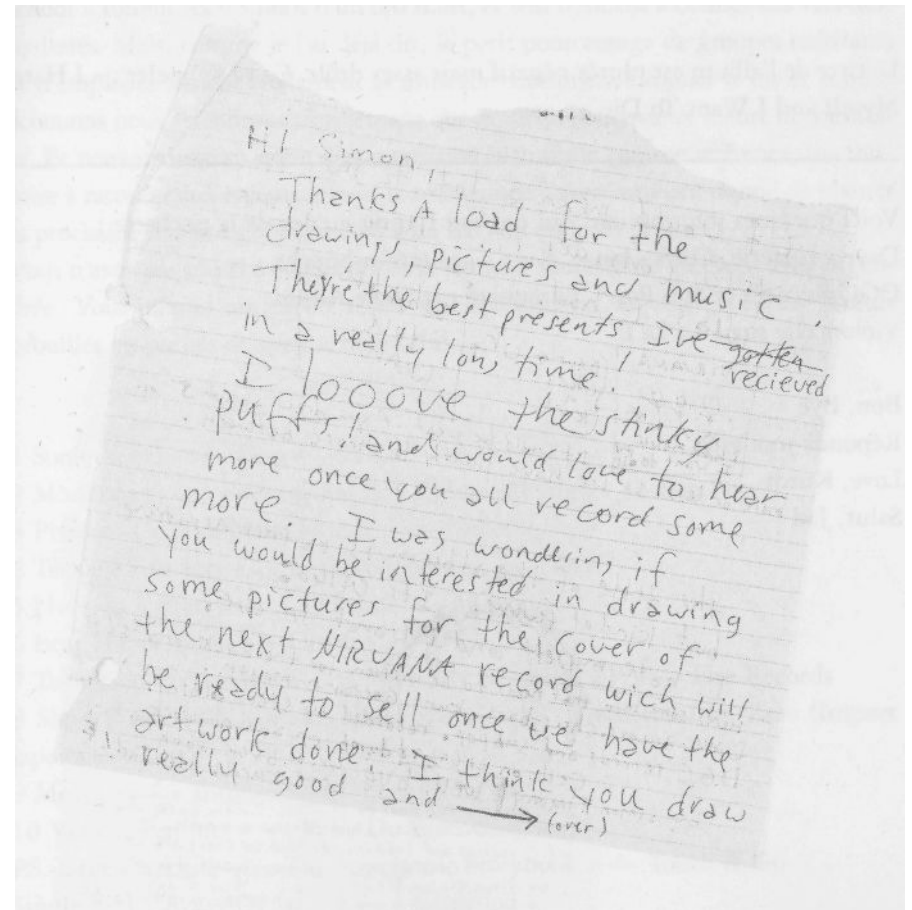 Hi Simon,
Thanks A load for the
drawings, pictures and music,
They're the best presents I've gotten
recieved
in a really long time!
I looove the stinky
puffs! and would love to hear
more once you all record some
more. I was wondering if
you would be interested in drawing
some pictures for the cover of
the next NIRVANA record wich will
be ready to sell once we have the
artwork done. I think you draw
really good and → (over)